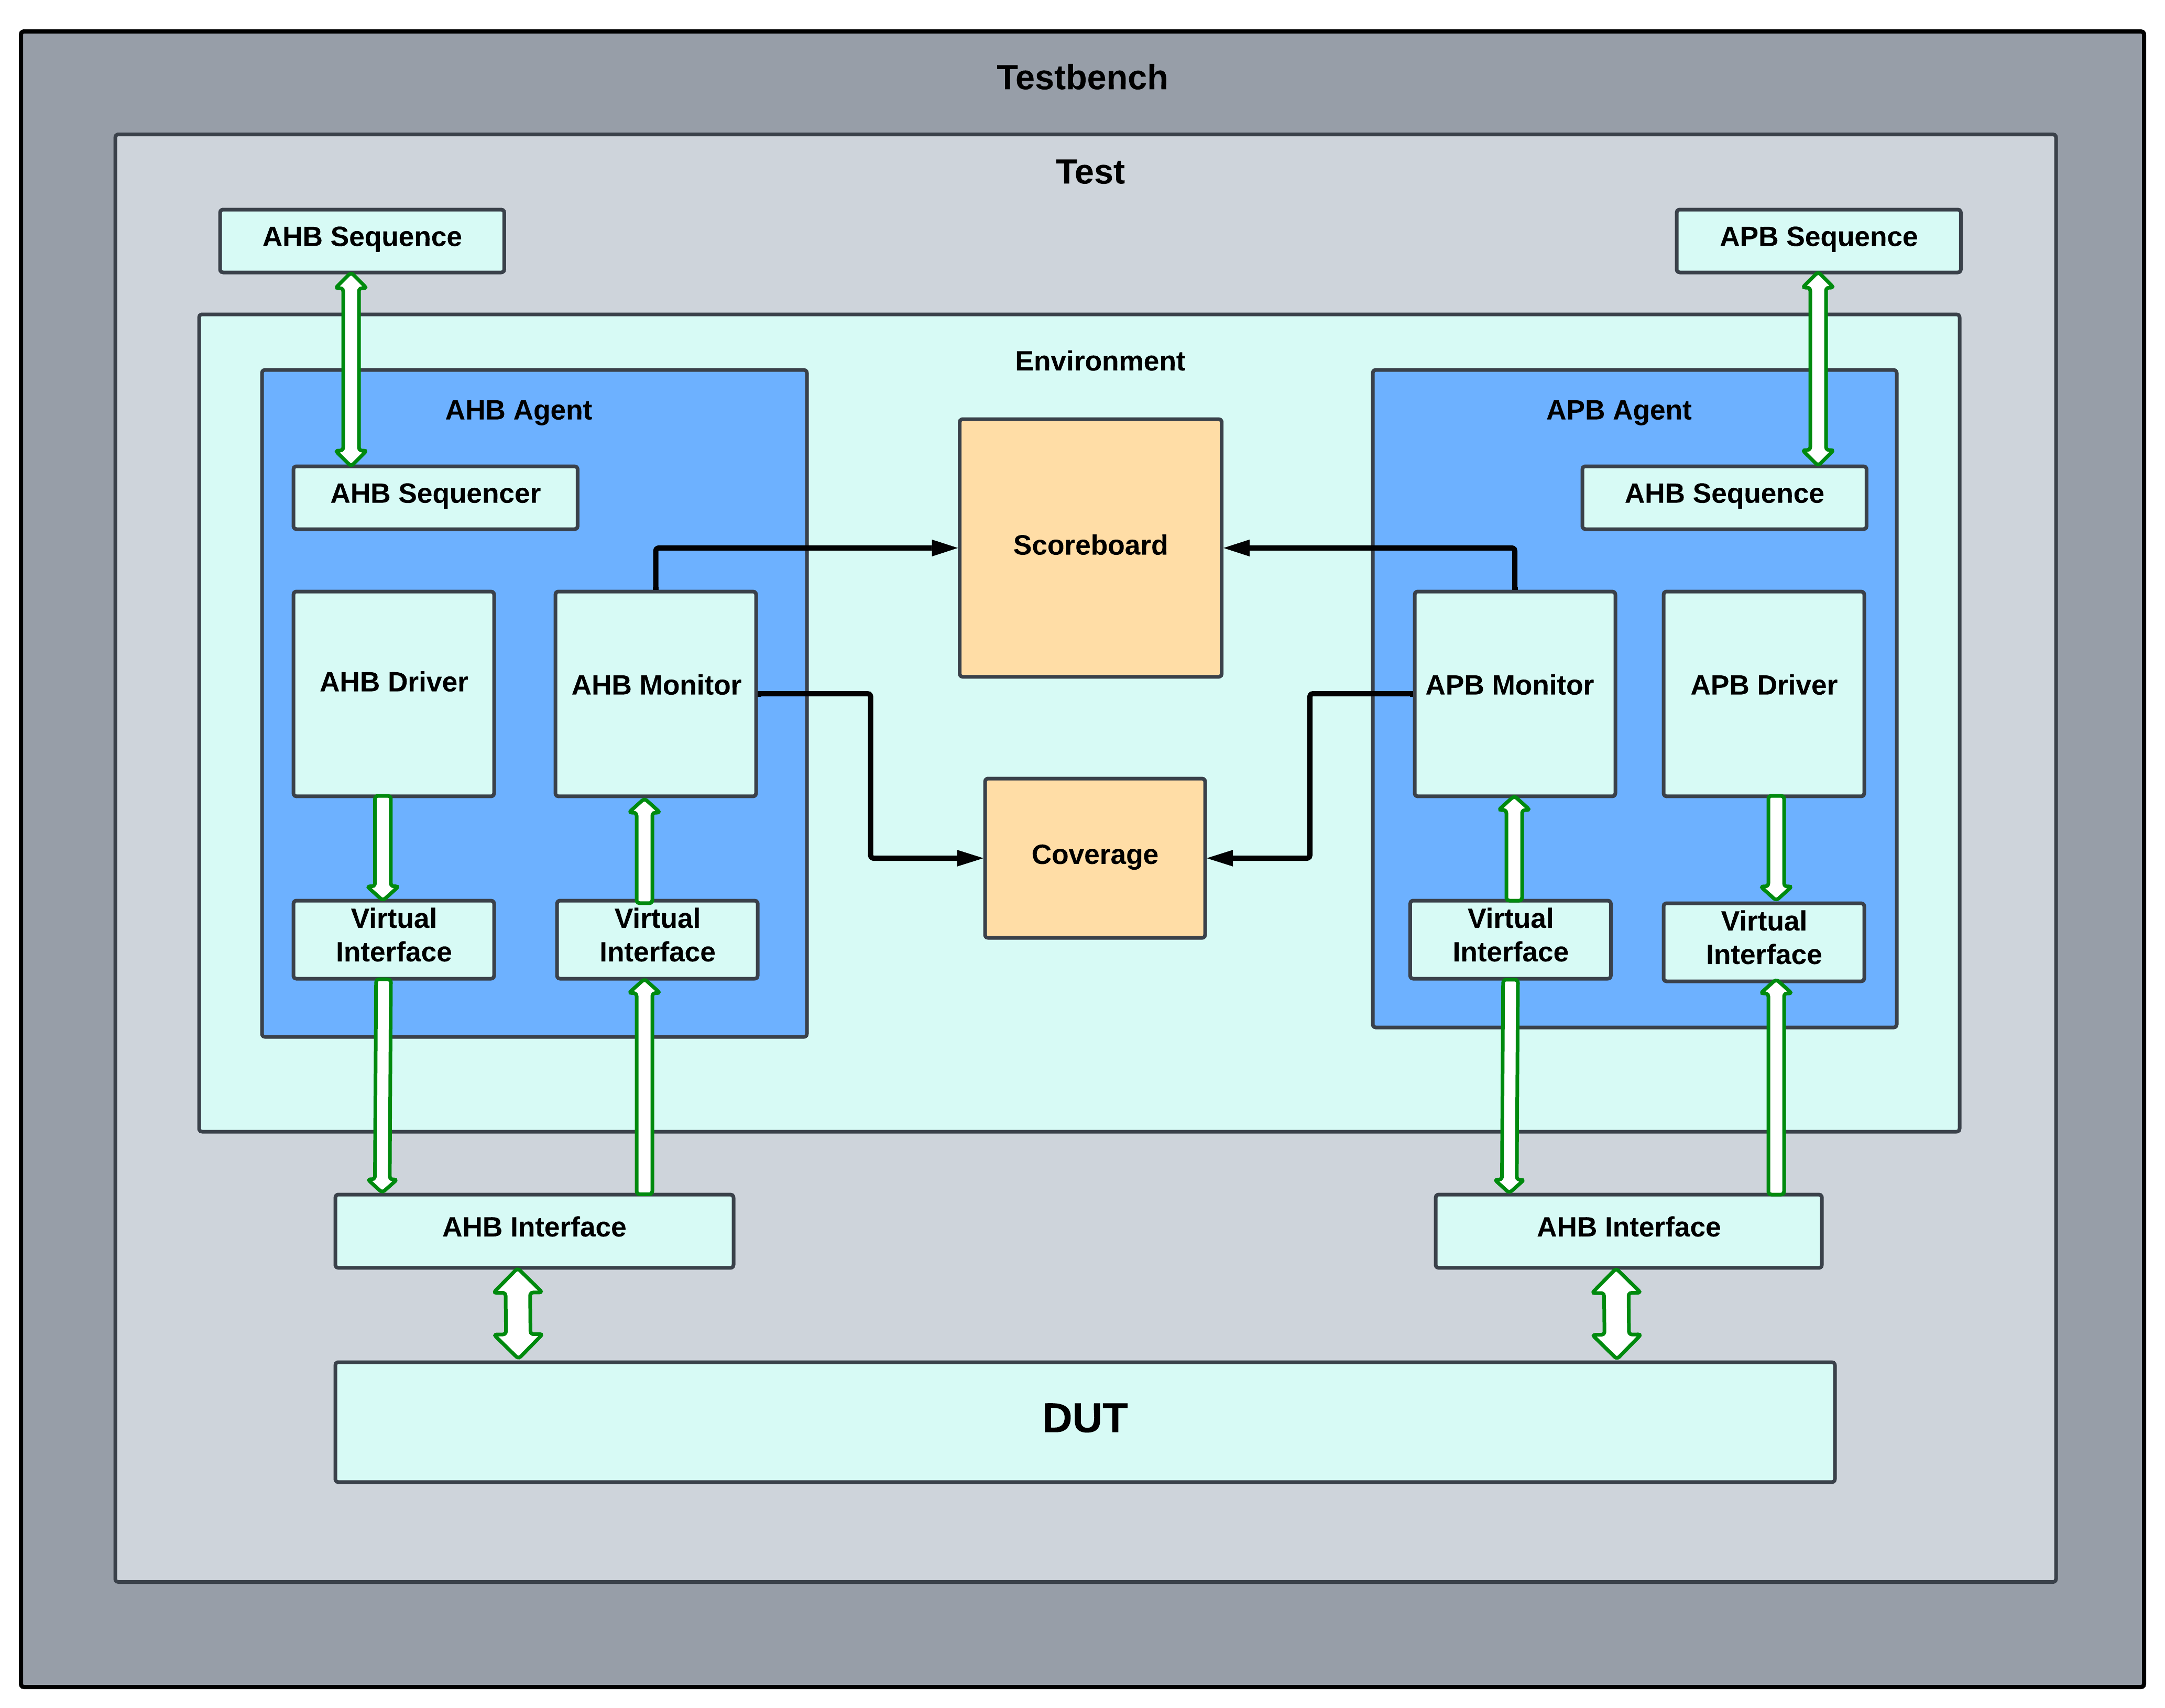 Testbench
Test
AHB Sequence
APB Sequence
Environment
AHB Agent
APB Agent
AHB Sequencer
AHB Sequence
Scoreboard
AHB Driver
AHB Monitor
APB Monitor
APB Driver
Coverage
Virtual
Interface
Virtual
Interface
Virtual
Interface
Virtual
Interface
AHB Interface
AHB Interface
DUT